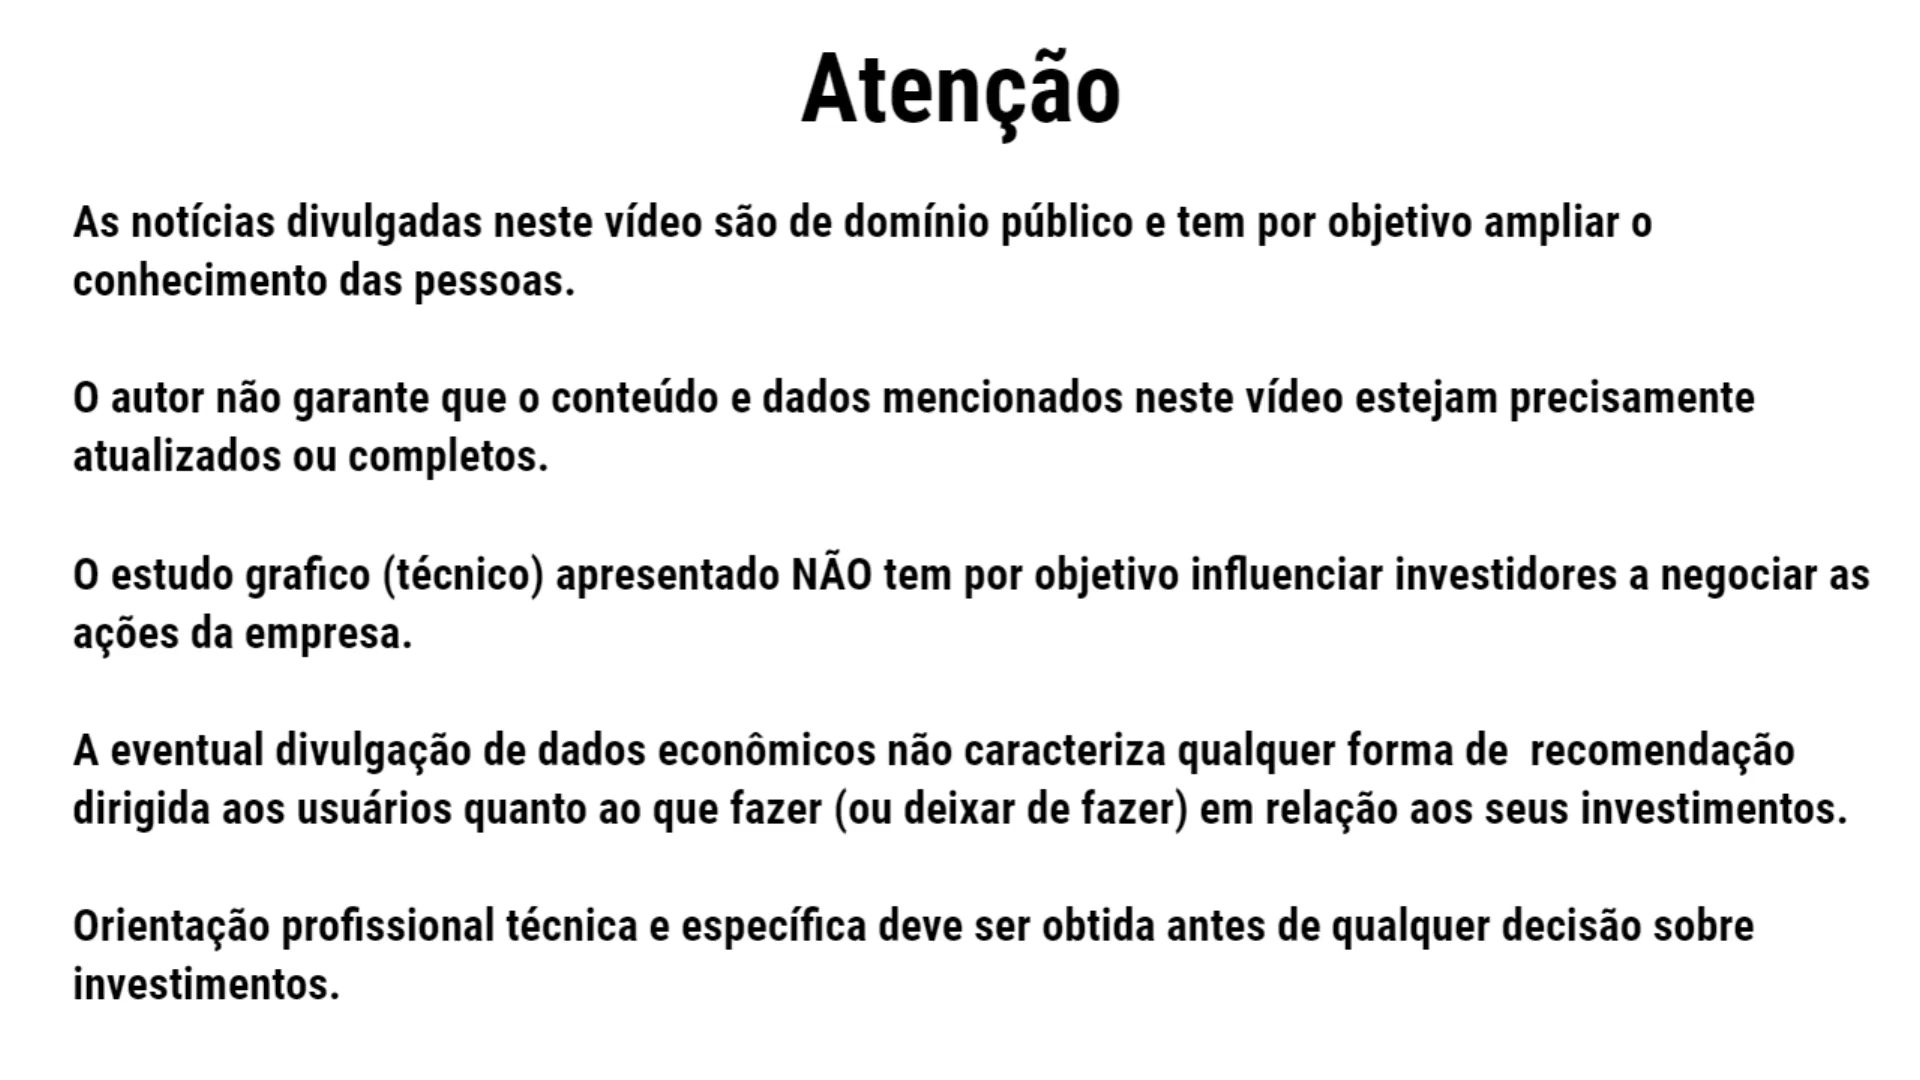 Atenção
As notícias divulgadas neste vídeo são de domínio público e tem por objetivo ampliar o
conhecimento das pessoas.
O autor não garante que o conteúdo e dados mencionados neste vídeo estejam precisamente
atualizados ou completos.
O estudo grafico (técnico) apresentado NÃO tem por objetivo influenciar investidores a negociar as
ações da empresa.
A eventual divulgação de dados econômicos não caracteriza qualquer forma de  recomendação
dirigida aos usuários quanto ao que fazer (ou deixar de fazer) em relação aos seus investimentos.
Orientação profissional técnica e específica deve ser obtida antes de qualquer decisão sobre
investimentos.